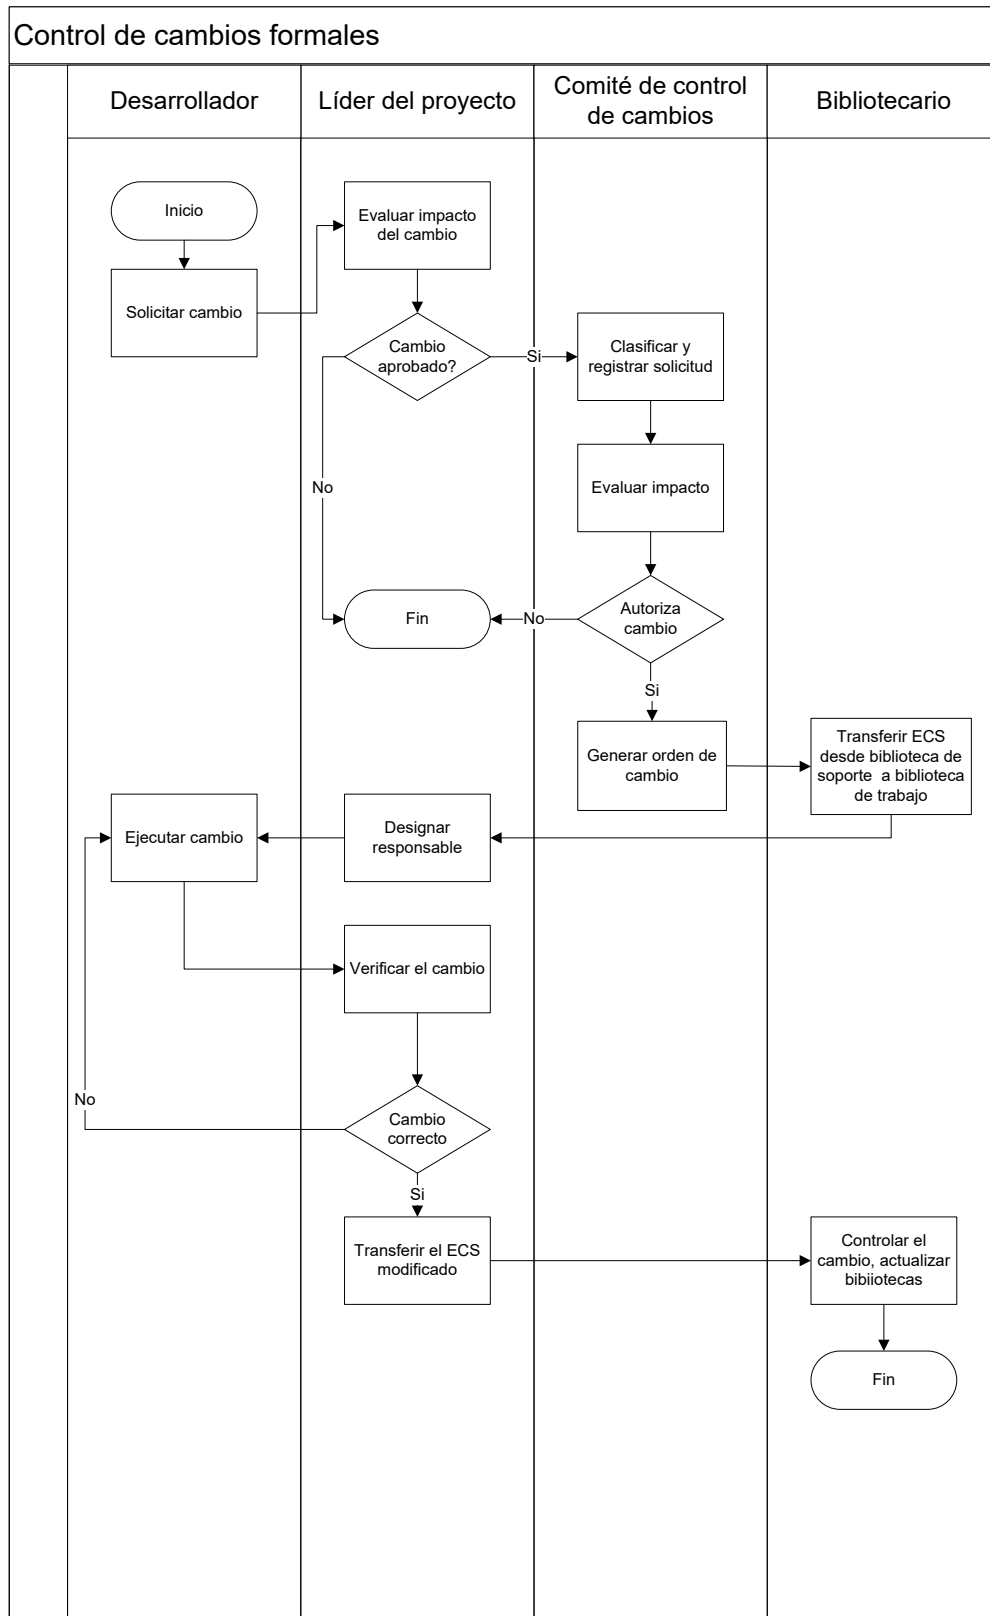 Control de cambios formales
Desarrollador
Líder del proyecto
Comité de control
de cambios
Bibliotecario
Inicio
Evaluar impacto
del cambio
Solicitar cambio
Cambio
aprobado?
Si
Clasificar y
registrar solicitud
No
Evaluar impacto
Fin
No
Autoriza
cambio
Si
Generar orden de
cambio
Transferir ECS
desde biblioteca de
soporte a biblioteca
de trabajo
Ejecutar cambio
Designar
responsable
Verificar el cambio
No
Cambio
correcto
Si
Transferir el ECS
modificado
Controlar el
cambio, actualizar
bibiiotecas
Fin